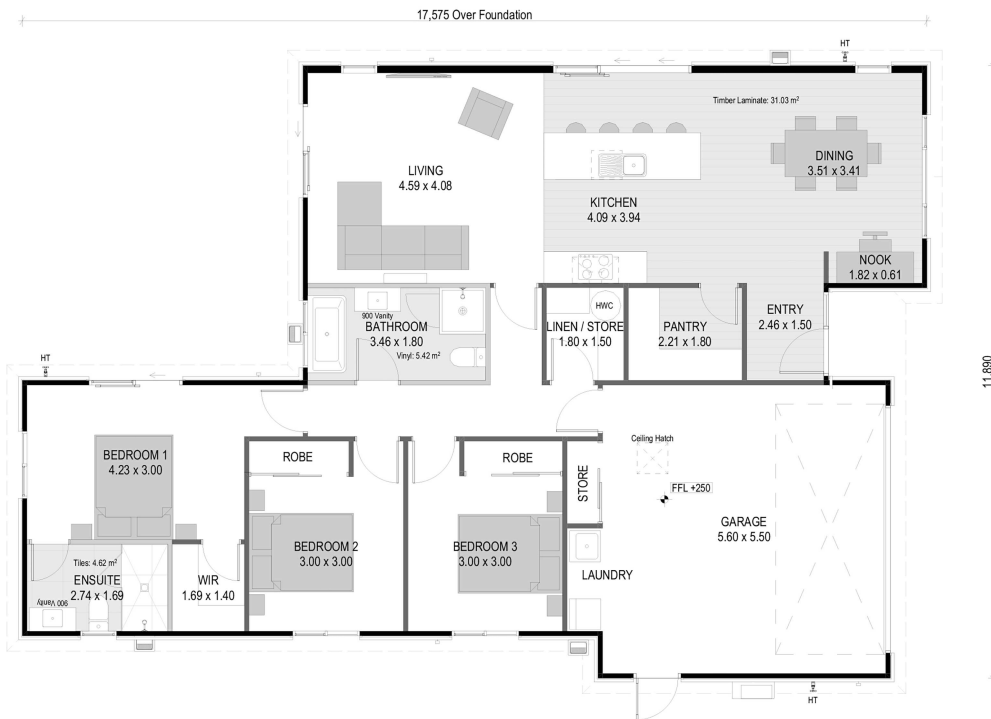 17,575 Over Foundation
HT
Timber Laminate: 31.03 m²
LIVING
4.59 x 4.08
DINING
3.51 x 3.41
KITCHEN
4.09 x 3.94
NOOK
1.82 x 0.61
HWC
900 Vanity
BATHROOM
3.46 x 1.80
Vinyl: 5.42 m²
LINEN / STORE
1.80 x 1.50
PANTRY
2.21 x 1.80
ENTRY
2.46 x 1.50
11,890
HT
BEDROOM 1
4.23 x 3.00
ROBE
ROBE
Ceiling Hatch
STORE
FFL +250
GARAGE
5.60 x 5.50
BEDROOM 2
3.00 x 3.00
BEDROOM 3
3.00 x 3.00
Tiles: 4.62 m²
ENSUITE
2.74 x 1.69
900 Vanity
WIR
1.69 x 1.40
LAUNDRY
HT